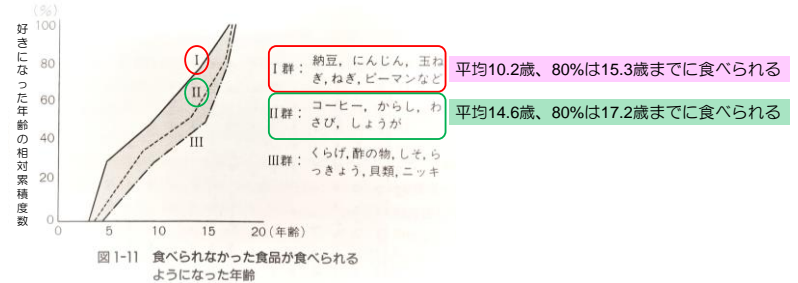 (%)
100
80
60
40
20
0
好きになった年齢の相対累積度数
I
II
III
0 5 10 15 20(年齢)
I群: 納豆, にんじん, 玉ね
ぎ, ねぎ, ピーマンなど
II群: コーヒー, からし, わ
さび, しょうが
III群: くらげ, 酢の物, しそ, ら
っきょう, 貝類, ニッキ
平均10.2歳、80%は15.3歳までに食べられる
平均14.6歳、80%は17.2歳までに食べられる
図1-11 食べられなかった食品が食べられる
ようになった年齢